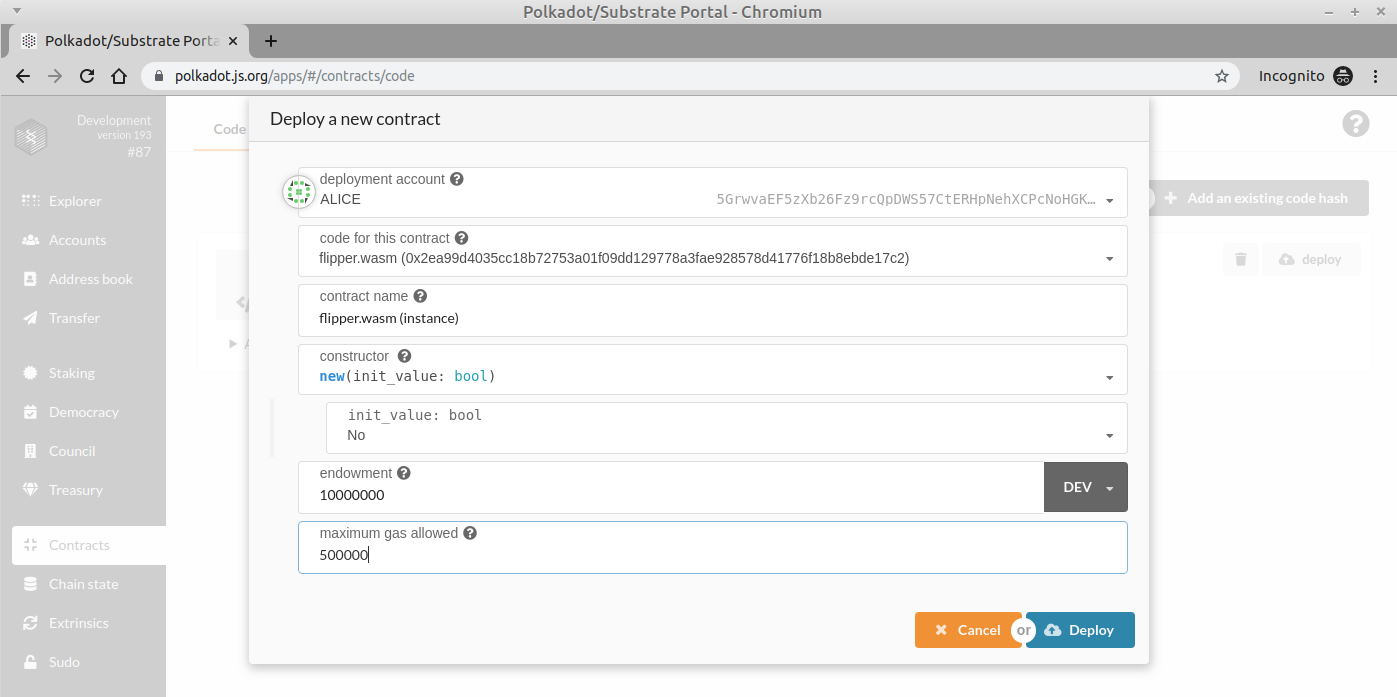 Polkadot/Substrate Portal - Chromium
Polkadot/Substrate Porta
polkadot.js.org/apps/#/contracts/code
Incognito
Development
version 193
#87
Explorer
Accounts
Address book
Transfer
Staking
Democracy
Council
Treasury
Contracts
Chain state
Extrinsics
Sudo
Code
Add an existing code hash
deploy
Deploy a new contract
deployment account
ALICE 5GrwvaEF5zXb26Fz9rcQpDWS57CtERHpNehXCPcNoHGK…
code for this contract
flipper.wasm (0x2ea99d4035cc18b72753a01f09dd129778a3fae928578d41776f18b8ebde17c2)
contract name
flipper.wasm (instance)
constructor
new(init_value: bool)
init_value: bool
No
endowment
10000000
DEV
maximum gas allowed
500000
Cancel or Deploy